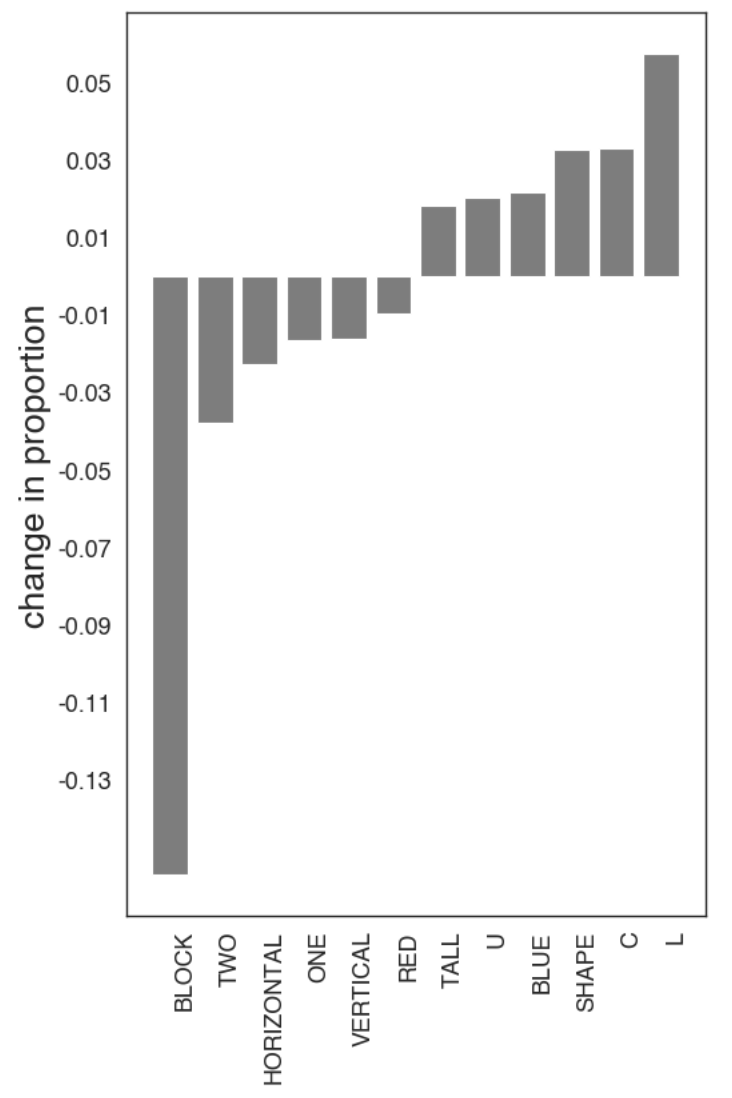 0.05
0.03
0.01
-0.01
-0.03
-0.05
-0.07
-0.09
-0.11
-0.13
change in proportion
BLOCK
TWO
HORIZONTAL
ONE
VERTICAL
RED
TALL
U
BLUE
SHAPE
C
L